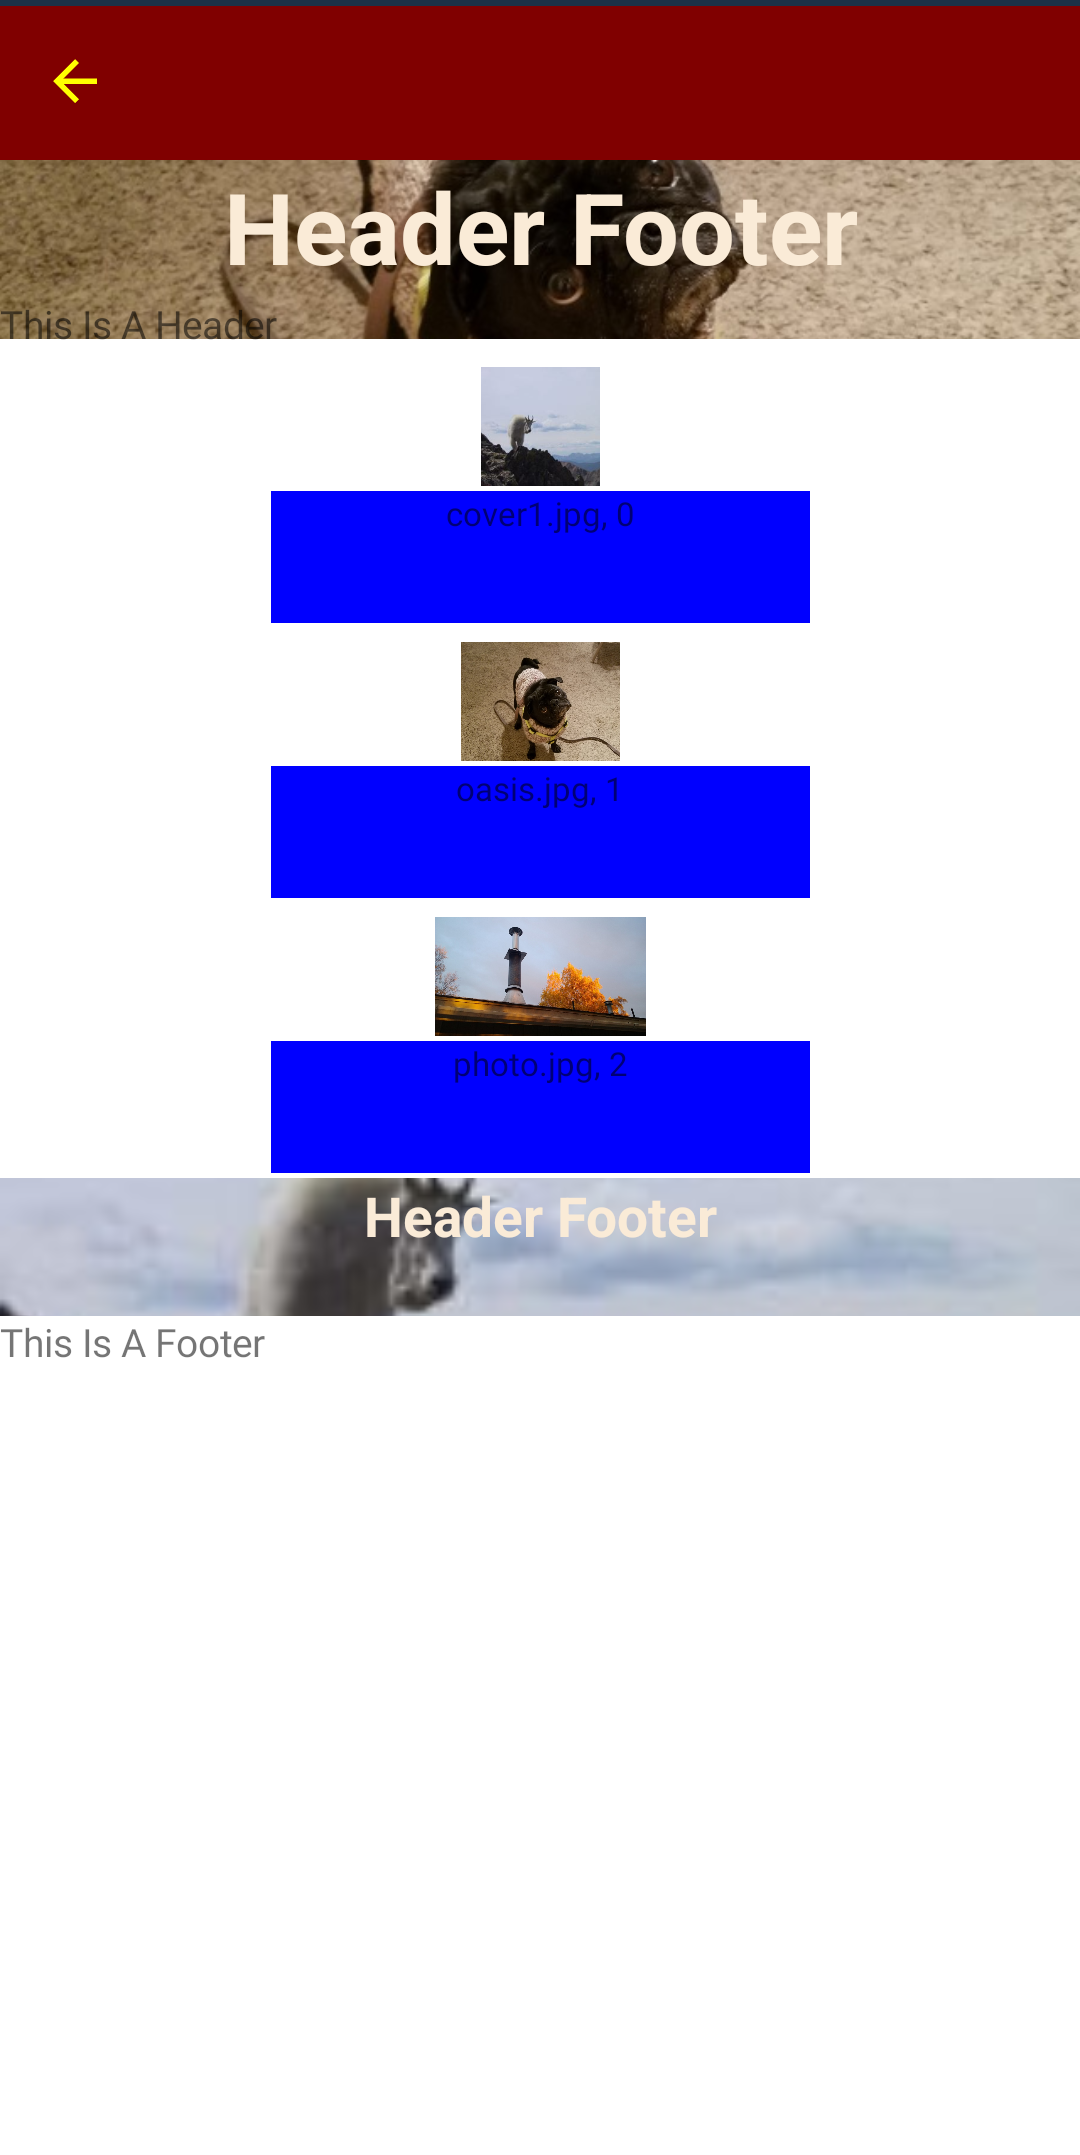 Header Footer
This Is A Header
cover1.jpg, 0
oasis.jpg, 1
photo.jpg, 2
Header Footer
This Is A Footer